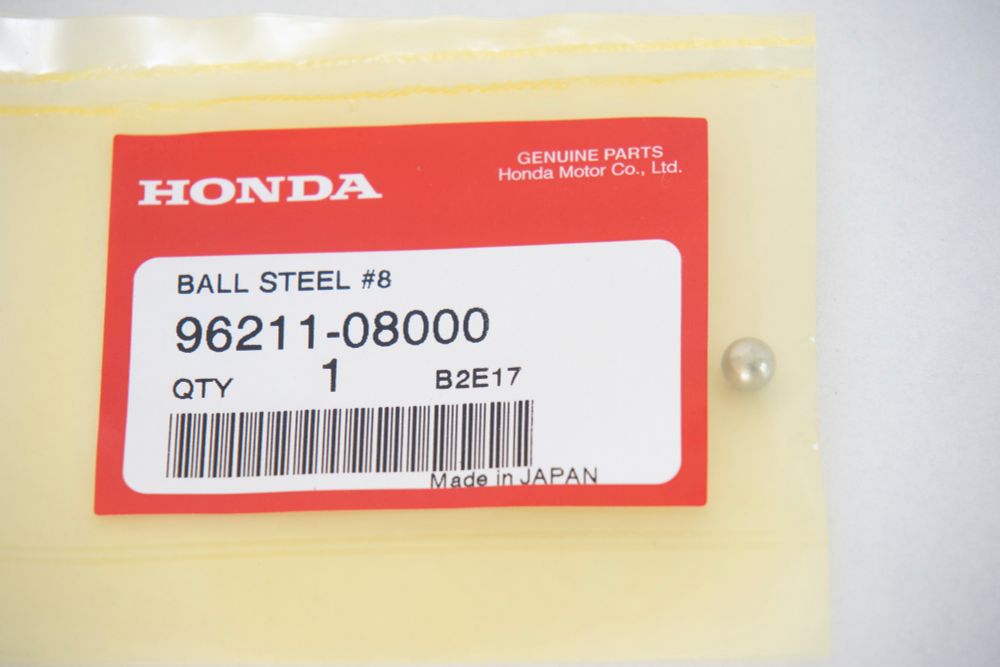 HONDA
GENUINE PARTS
Honda Motor Co., Ltd.
BALL STEEL #8
96211-08000
QTY 1 B2E17
Made in JAPAN